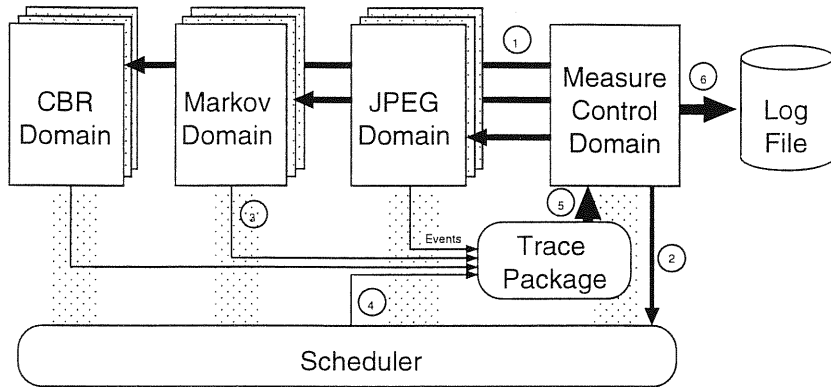 1
6
CBR
Domain
Markov
Domain
JPEG
Domain
Measure
Control
Domain
Log
File
3
5
Events
Trace
Package
2
4
Scheduler